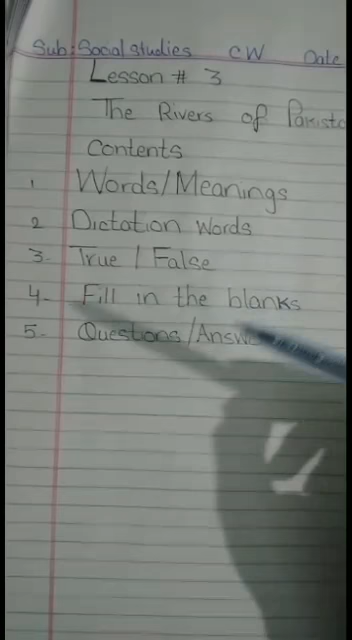 Sub: Social studies CW Date
Lesson # 3
The Rivers of
Contents
1. Words/Meanings
2 Dictation words
3. True / False
4. Fill in the blanks
5. Questions/Answ